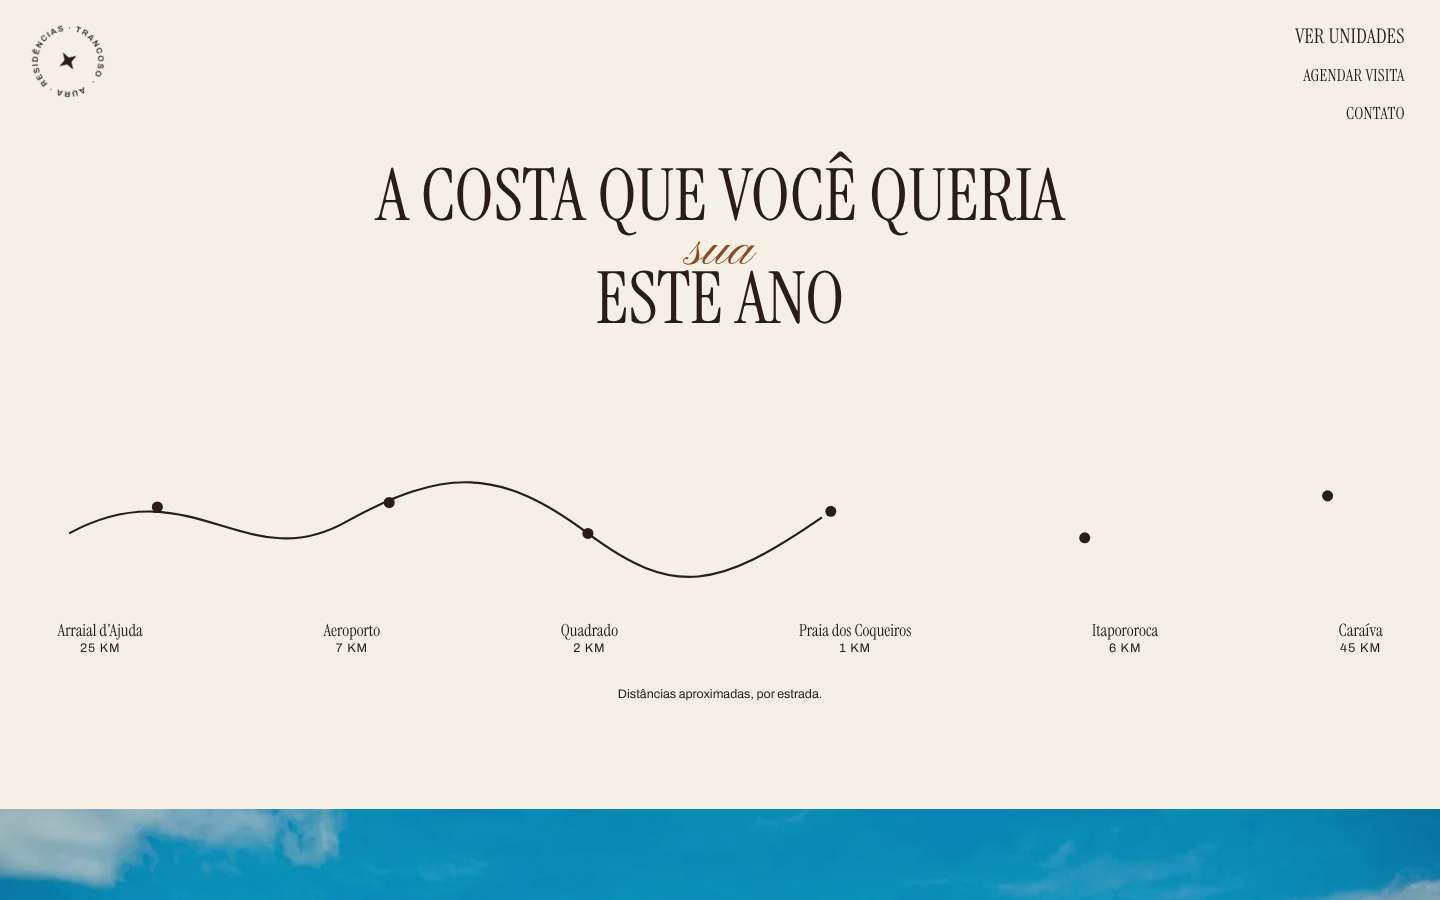 RESIDÊNCIAS · TRANCOSO · AURA ·
VER UNIDADES
AGENDAR VISITA
CONTATO
A COSTA QUE VOCÊ QUERIA
sua
ESTE ANO
Arraial d'Ajuda
25 KM
Aeroporto
7 KM
Quadrado
2 KM
Praia dos Coqueiros
1 KM
Itapororoca
6 KM
Caraíva
45 KM
Distâncias aproximadas, por estrada.